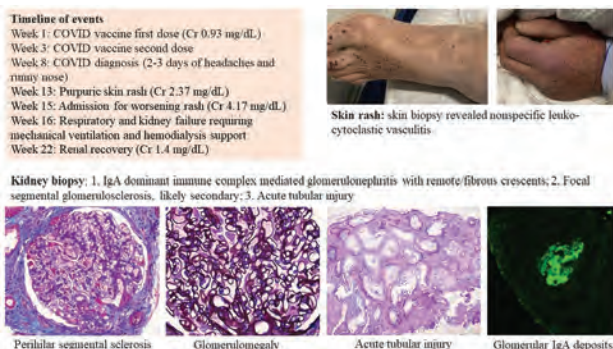 Timeline of events
Week 1: COVID vaccine first dose (Cr 0.93 mg/dL)
Week 3: COVID vaccine second dose
Week 8: COVID diagnosis (2-3 days of headaches and
runny nose)
Week 13: Purpuric skin rash (Cr 2.37 mg/dL)
Week 15: Admission for worsening rash (Cr 4.17 mg/dL)
Week 16: Respiratory and kidney failure requiring
mechanical ventilation and hemodialysis support
Week 22: Renal recovery (Cr 1.4 mg/dL)
Skin rash: skin biopsy revealed nonspecific leuko-
cytoclastic vasculitis
Kidney biopsy: 1. IgA dominant immune complex mediated glomerulonephritis with remote/fibrous crescents; 2. Focal
segmental glomerulosclerosis, likely secondary; 3. Acute tubular injury
Perihilar segmental sclerosis Glomerulomegaly Acute tubular injury Glomerular IgA deposits